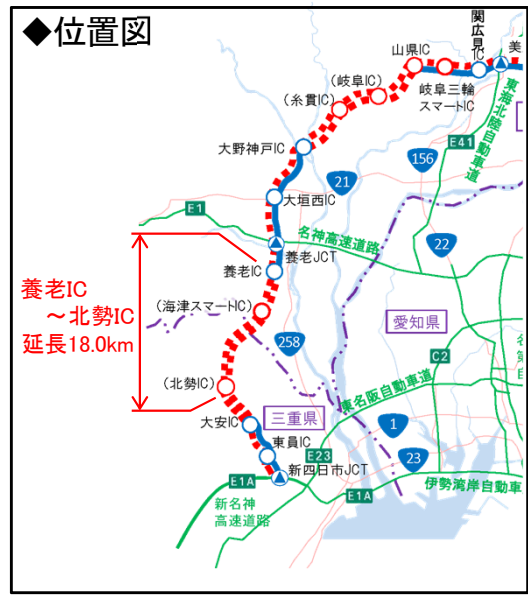 ◆位置図
関広見
IC
美
山県IC
岐阜三輪
スマートIC
(岐阜IC)
(糸貫IC)
東海北陸自動車道
E41
156
大野神戸IC
21
大垣西IC
E1
名神高速道路
22
養老JCT
養老IC
養老IC
～北勢IC
延長18.0km
(海津スマートIC)
258
愛知県
C2
(北勢IC)
東名阪自動車道
大安IC
三重県
1
東員IC
E23
23
新四日市JCT
E1A
E1A
伊勢湾岸自動車
新名神
高速道路